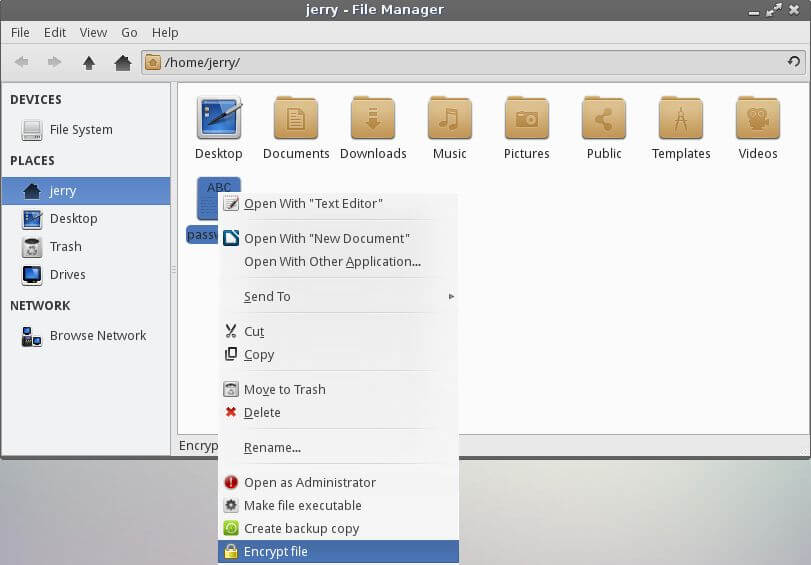 jerry - File Manager
File Edit View Go Help
/home/jerry/
DEVICES
File System
PLACES
jerry
Desktop
Trash
Drives
NETWORK
Browse Network
Desktop Documents Downloads Music Pictures Public Templates Videos
ABC
Open With "Text Editor"
Open With "New Document"
Open With Other Application...
Send To
Cut
Copy
Move to Trash
Delete
Rename...
Open as Administrator
Make file executable
Create backup copy
Encrypt file